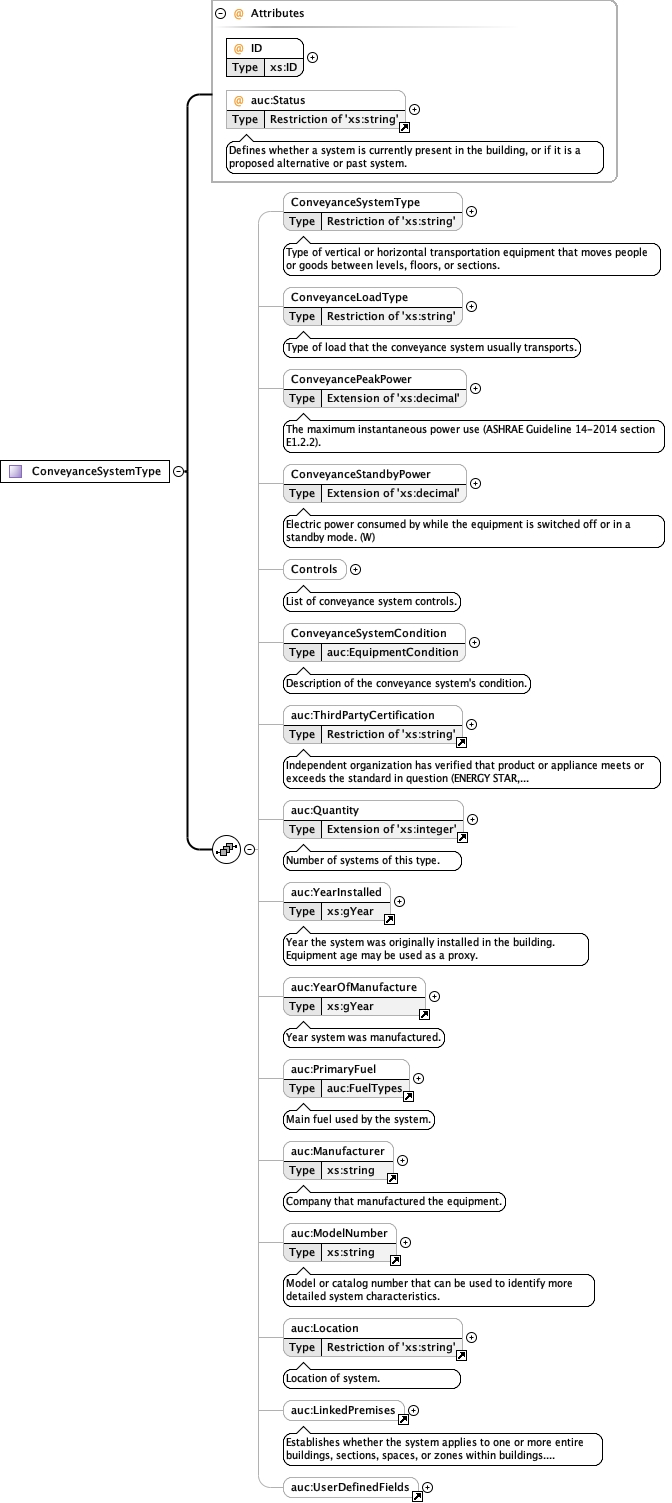 @ Attributes
@ ID
Type xs:ID
@ auc:Status
Type Restriction of 'xs:string'
Defines whether a system is currently present in the building, or if it is a
proposed alternative or past system.
ConveyanceSystemType
ConveyanceSystemType
Type Restriction of 'xs:string'
Type of vertical or horizontal transportation equipment that moves people
or goods between levels, floors, or sections.
ConveyanceLoadType
Type Restriction of 'xs:string'
Type of load that the conveyance system usually transports.
ConveyancePeakPower
Type Extension of 'xs:decimal'
The maximum instantaneous power use (ASHRAE Guideline 14-2014 section
E1.2.2).
ConveyanceStandbyPower
Type Extension of 'xs:decimal'
Electric power consumed by while the equipment is switched off or in a
standby mode. (W)
Controls
List of conveyance system controls.
ConveyanceSystemCondition
Type auc:EquipmentCondition
Description of the conveyance system's condition.
auc:ThirdPartyCertification
Type Restriction of 'xs:string'
Independent organization has verified that product or appliance meets or
exceeds the standard in question (ENERGY STAR,...
auc:Quantity
Type Extension of 'xs:integer'
Number of systems of this type.
auc:YearInstalled
Type xs:gYear
Year the system was originally installed in the building.
Equipment age may be used as a proxy.
auc:YearOfManufacture
Type xs:gYear
Year system was manufactured.
auc:PrimaryFuel
Type auc:FuelTypes
Main fuel used by the system.
auc:Manufacturer
Type xs:string
Company that manufactured the equipment.
auc:ModelNumber
Type xs:string
Model or catalog number that can be used to identify more
detailed system characteristics.
auc:Location
Type Restriction of 'xs:string'
Location of system.
auc:LinkedPremises
Establishes whether the system applies to one or more entire
buildings, sections, spaces, or zones within buildings....
auc:UserDefinedFields